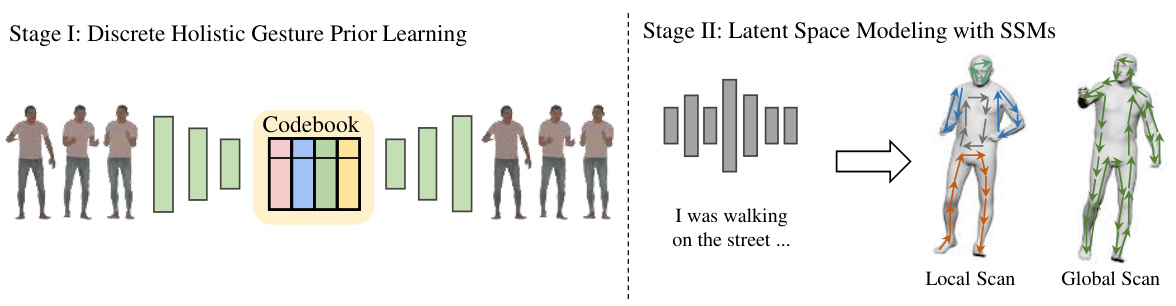 Stage I: Discrete Holistic Gesture Prior Learning
Codebook
Stage II: Latent Space Modeling with SSMs
I was walking
on the street ...
Local Scan
Global Scan